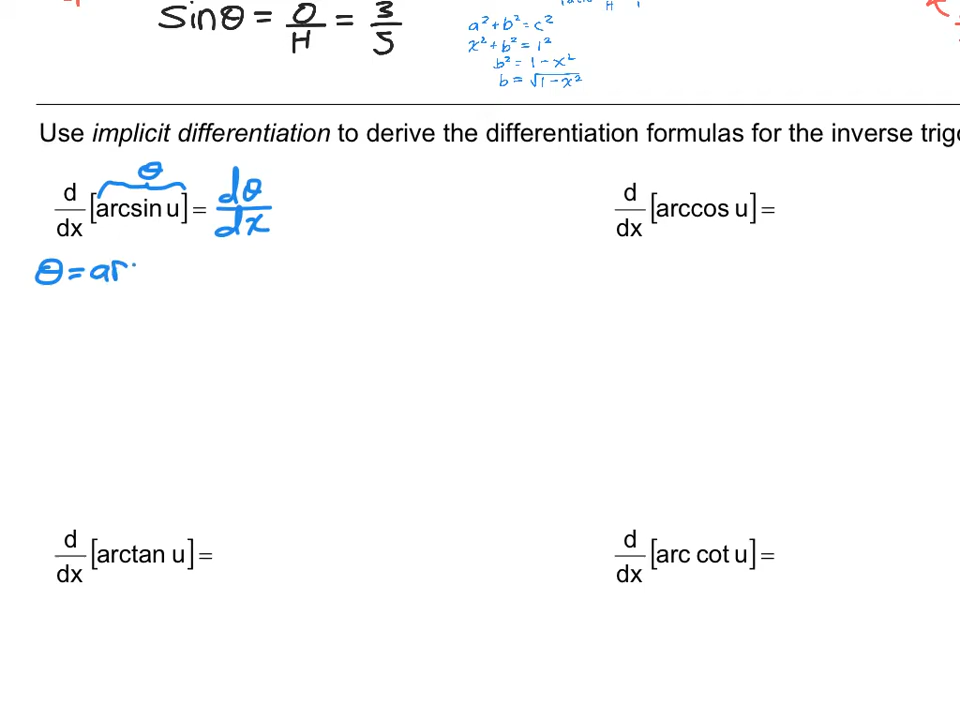 sinθ = O/H = 3/5
a² + b² = c²
x² + b² = 1²
b² = 1 - x²
b = √1 - x²
Use implicit differentiation to derive the differentiation formulas for the inverse trigo
θ
d/dx [arcsin u] = dθ/dx
d/dx [arccos u] =
θ = ar
d/dx [arctan u] =
d/dx [arc cot u] =